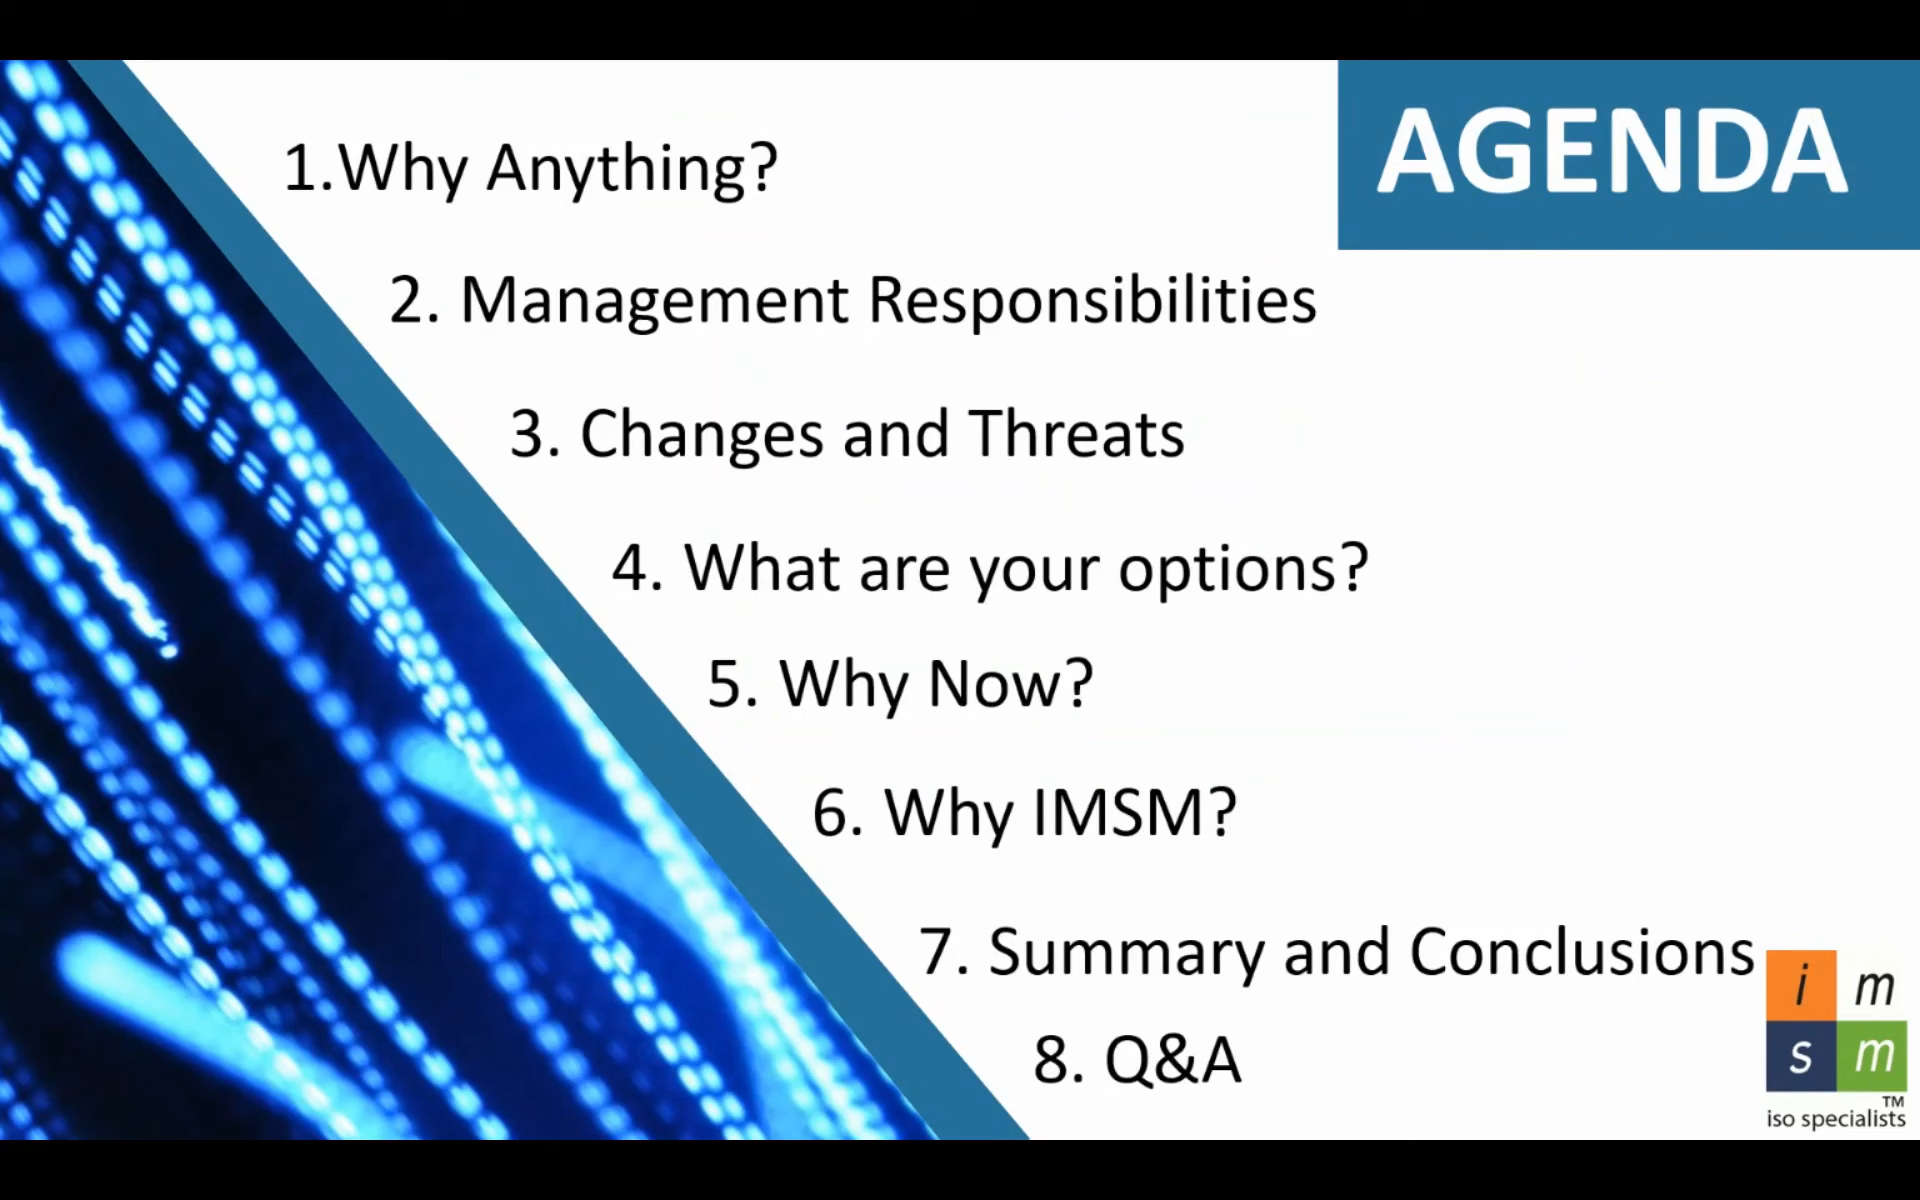 AGENDA
1.Why Anything?
2. Management Responsibilities
3. Changes and Threats
4. What are your options?
5. Why Now?
6. Why IMSM?
7. Summary and Conclusions
8. Q&A
i m
s m
TM
iso specialists